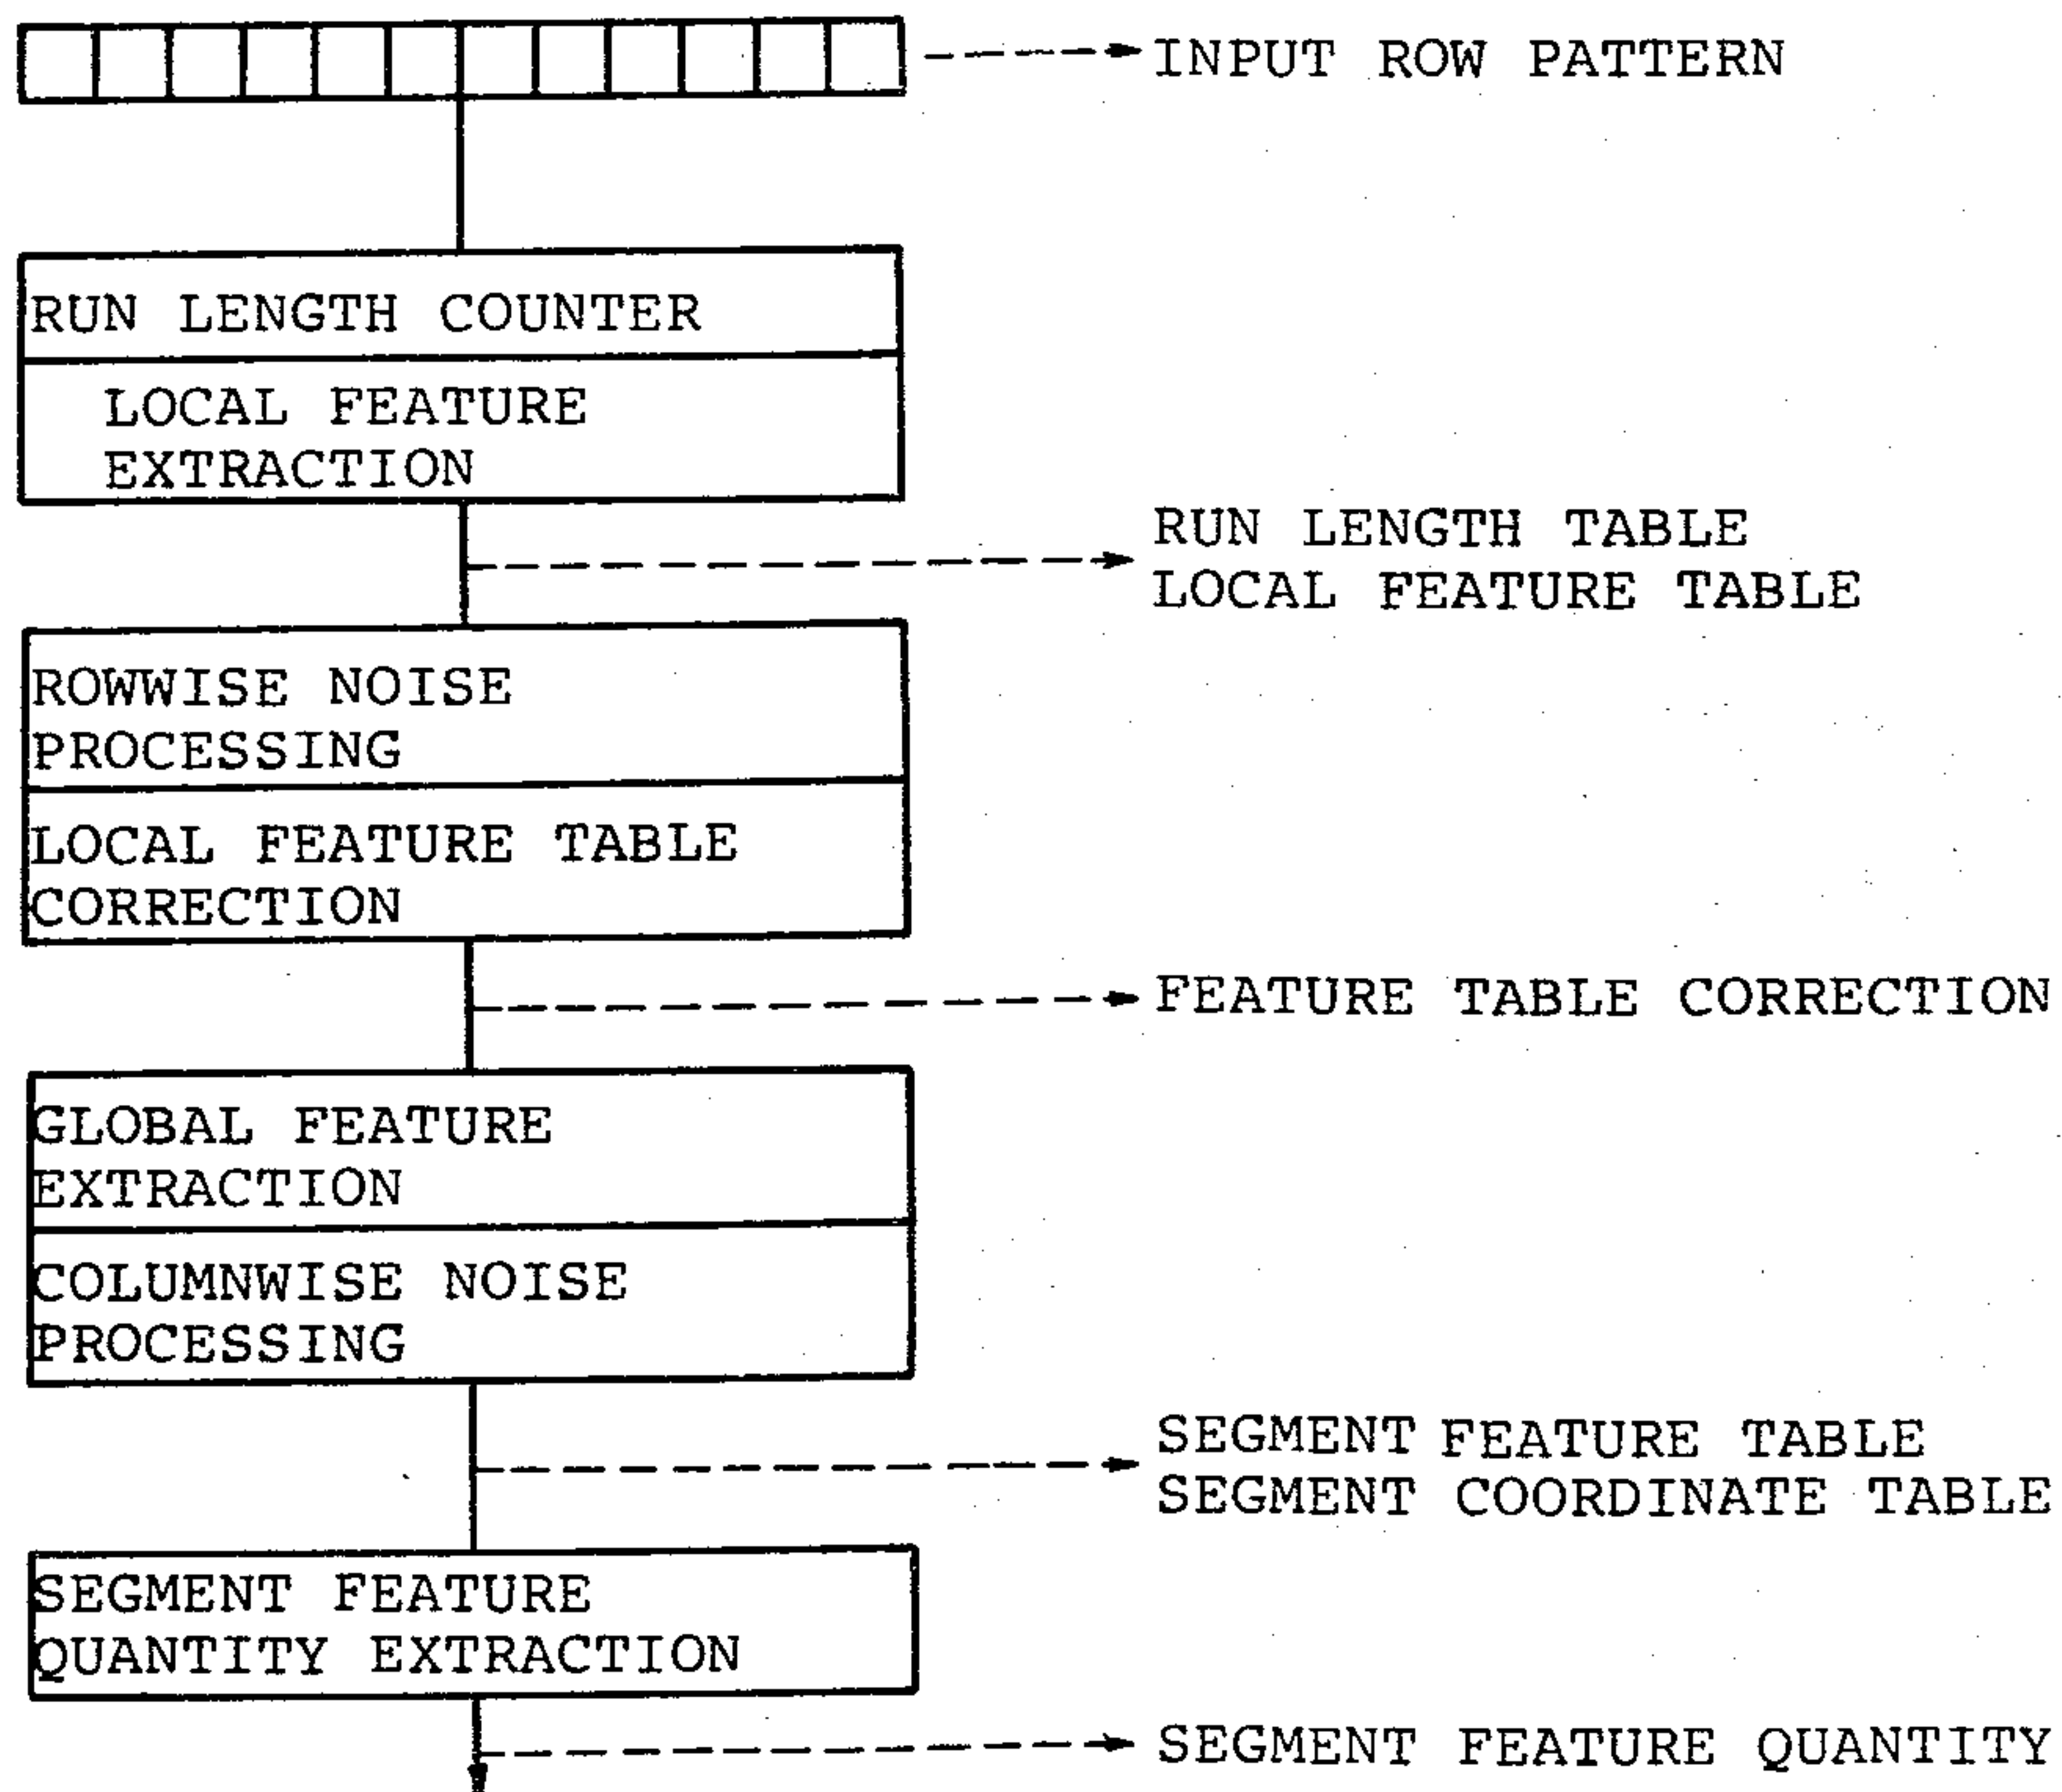 INPUT ROW PATTERN
RUN LENGTH COUNTER
LOCAL FEATURE
EXTRACTION
RUN LENGTH TABLE
LOCAL FEATURE TABLE
ROWWISE NOISE
PROCESSING
LOCAL FEATURE TABLE
CORRECTION
FEATURE TABLE CORRECTION
GLOBAL FEATURE
EXTRACTION
COLUMNWISE NOISE
PROCESSING
SEGMENT FEATURE TABLE
SEGMENT COORDINATE TABLE
SEGMENT FEATURE
QUANTITY EXTRACTION
SEGMENT FEATURE QUANTITY